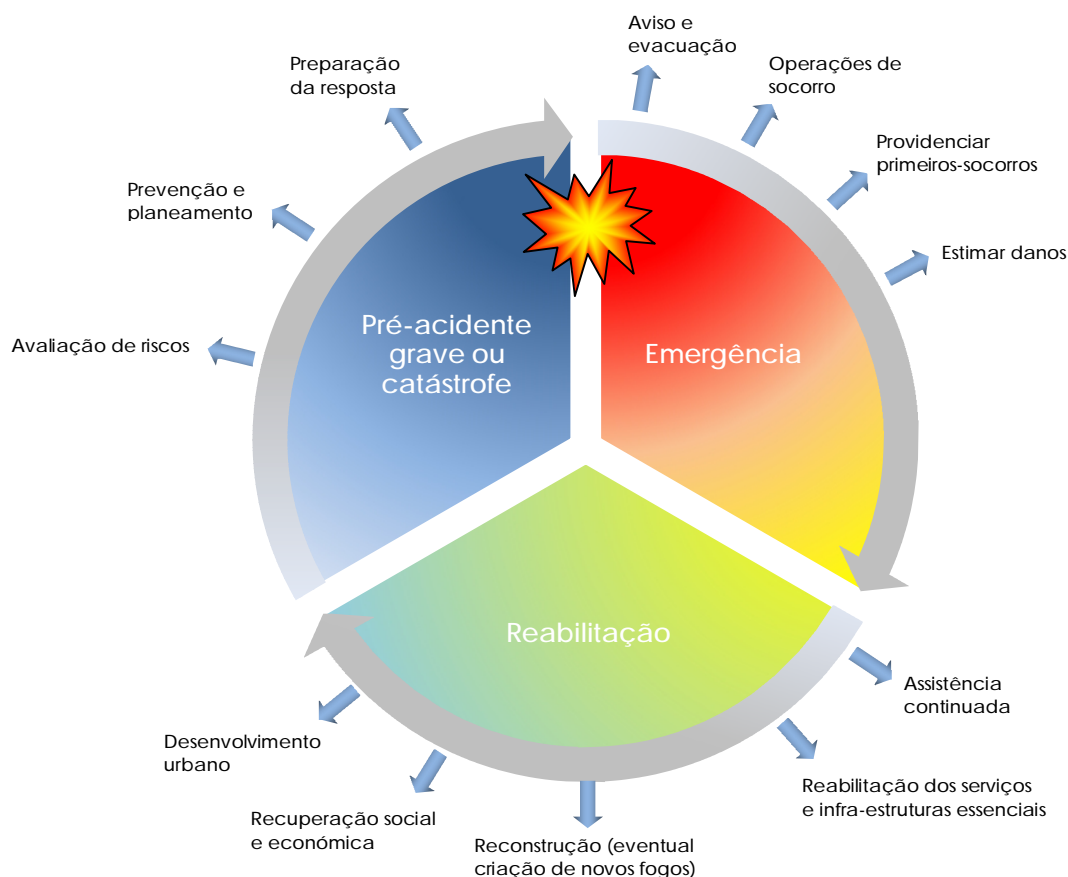 Aviso e
evacuação
Operações de
socorro
Providenciar
primeiros-socorros
Estimar danos
Preparação
da resposta
Prevenção e
planeamento
Avaliação de riscos
Pré-acidente
grave ou
catástrofe
Emergência
Reabilitação
Assistência
continuada
Reabilitação dos serviços
e infra-estruturas essenciais
Reconstrução (eventual
criação de novos fogos)
Recuperação social
e económica
Desenvolvimento
urbano